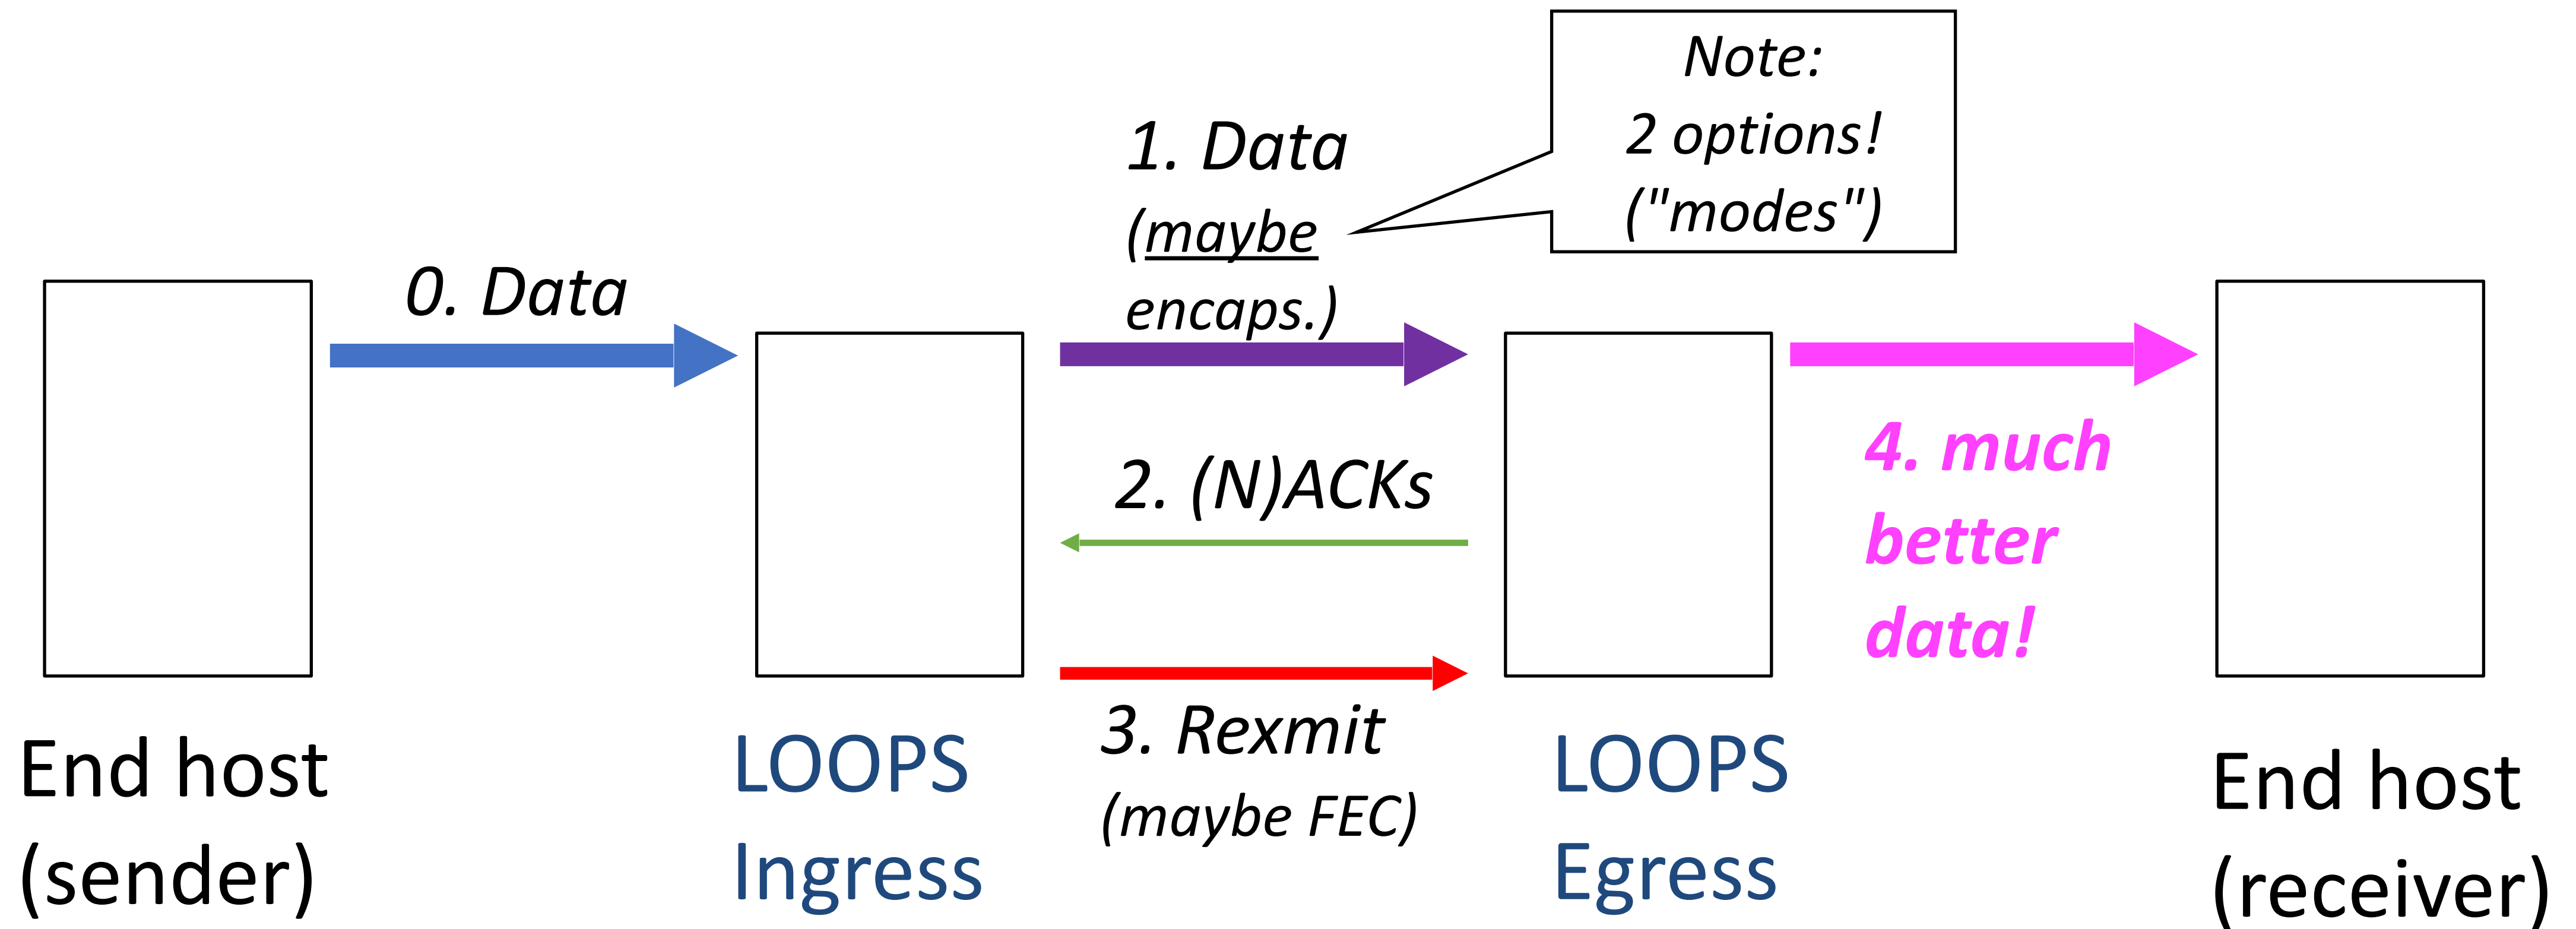 Note:
2 options!
("modes")
1. Data
(maybe
encaps.)
0. Data
2. (N)ACKs
4. much
better
data!
3. Rexmit
(maybe FEC)
End host
(sender)
LOOPS
Ingress
LOOPS
Egress
End host
(receiver)